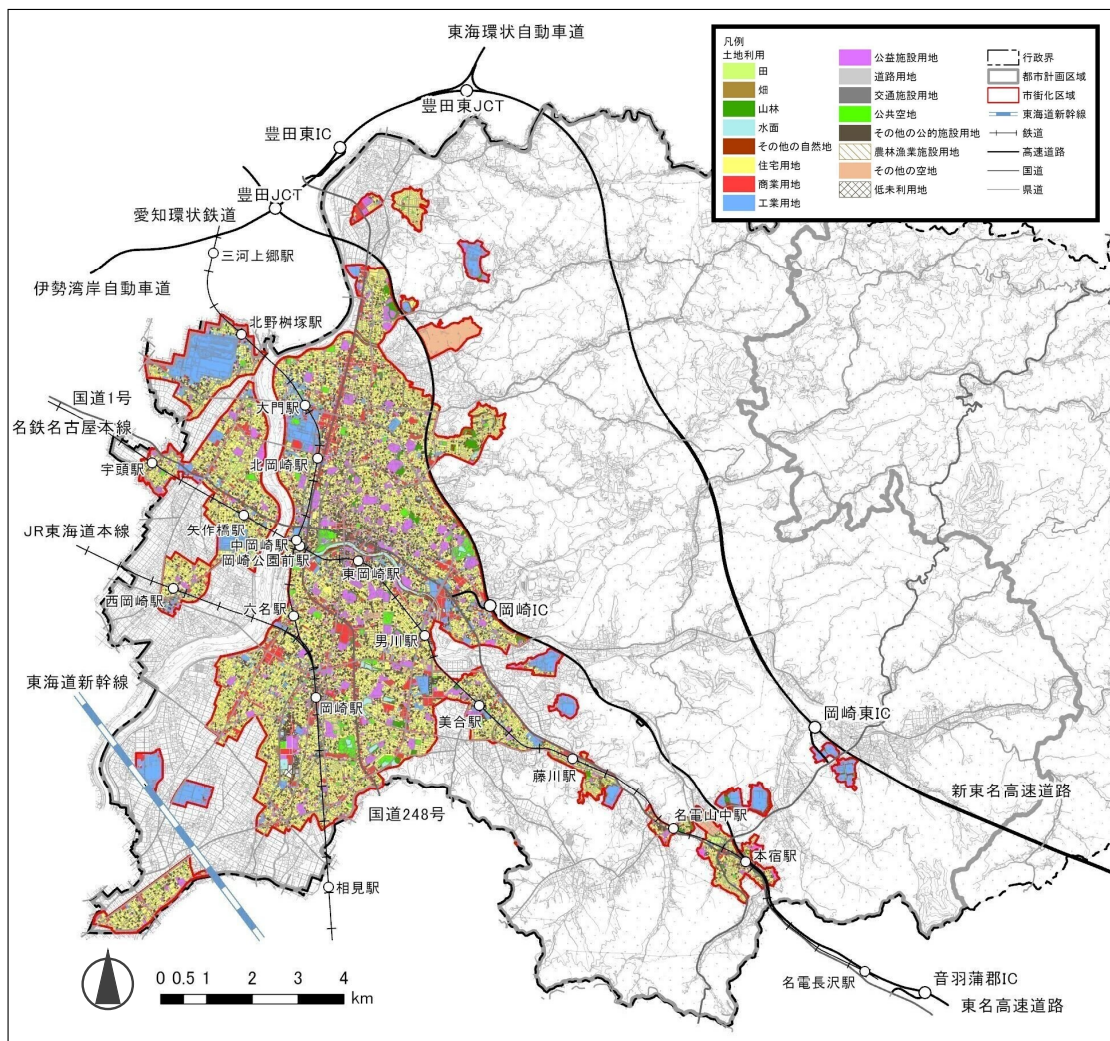 東海環状自動車道
豊田東JCT
豊田東IC
豊田JCT
愛知環状鉄道
三河上郷駅
伊勢湾岸自動車道
北野桝塚駅
国道1号
大門駅
名鉄名古屋本線
北岡崎駅
宇頭駅
矢作橋駅
JR東海道本線
中岡崎駅
岡崎公園前駅
東岡崎駅
西岡崎駅
六名駅
岡崎IC
男川駅
東海道新幹線
岡崎駅
美合駅
岡崎東IC
藤川駅
新東名高速道路
国道248号
名電山中駅
本宿駅
相見駅
名電長沢駅
音羽蒲郡IC
東名高速道路
0 0.5 1 2 3 4
km
凡例
土地利用
田
畑
山林
水面
その他の自然地
住宅用地
商業用地
工業用地
公益施設用地
道路用地
交通施設用地
公共空地
その他の公的施設用地
農林漁業施設用地
その他の空地
低未利用地
行政界
都市計画区域
市街化区域
東海道新幹線
鉄道
高速道路
国道
県道